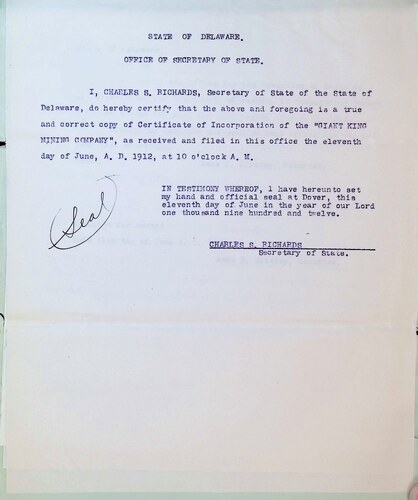 STATE OF DELAWARE.
OFFICE OF SECRETARY OF STATE.
I, CHARLES S. RICHARDS, Secretary of State of the State of
Delaware, do hereby certify that the above and foregoing is a true
and correct copy of Certificate of Incorporation of the "GIANT KING
MINING COMPANY", as received and filed in this office the eleventh
day of June, A. D. 1912, at 10 o'clock A. M.
IN TESTIMONY WHEREOF, I have hereunto set
my hand and official seal at Dover, this
eleventh day of June in the year of our Lord
one thousand nine hundred and twelve.
Seal
CHARLES S. RICHARDS
Secretary of State.